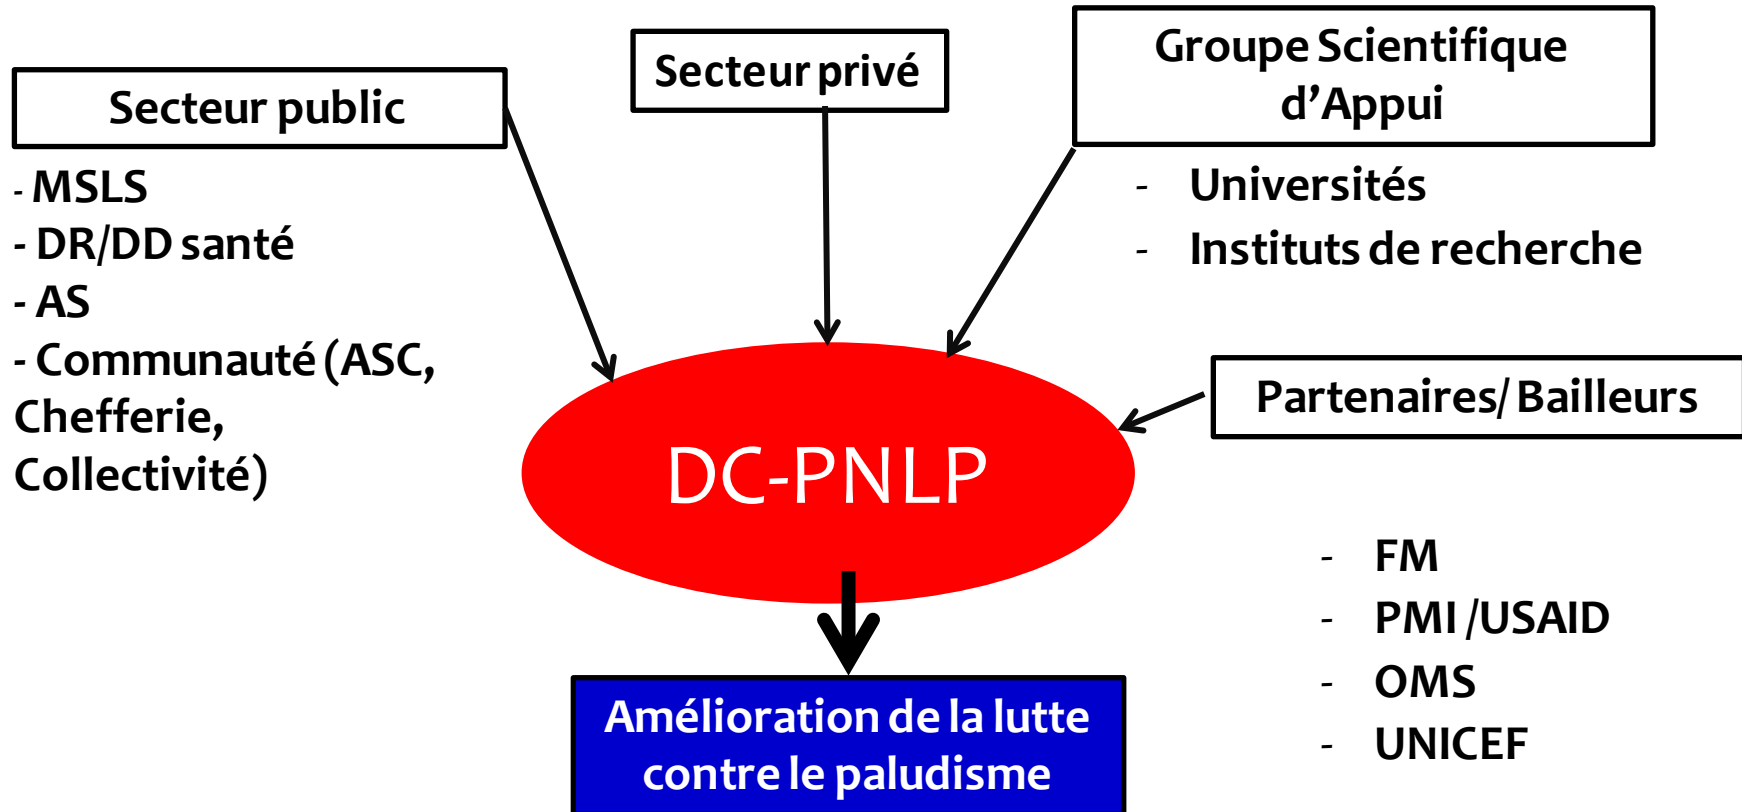 Secteur public
- MSLS
- DR/DD santé
- AS
- Communauté (ASC,
Chefferie,
Collectivité)
Secteur privé
Groupe Scientifique
d’Appui
- Universités
- Instituts de recherche
Partenaires/ Bailleurs
- FM
- PMI /USAID
- OMS
- UNICEF
DC-PNLP
Amélioration de la lutte
contre le paludisme